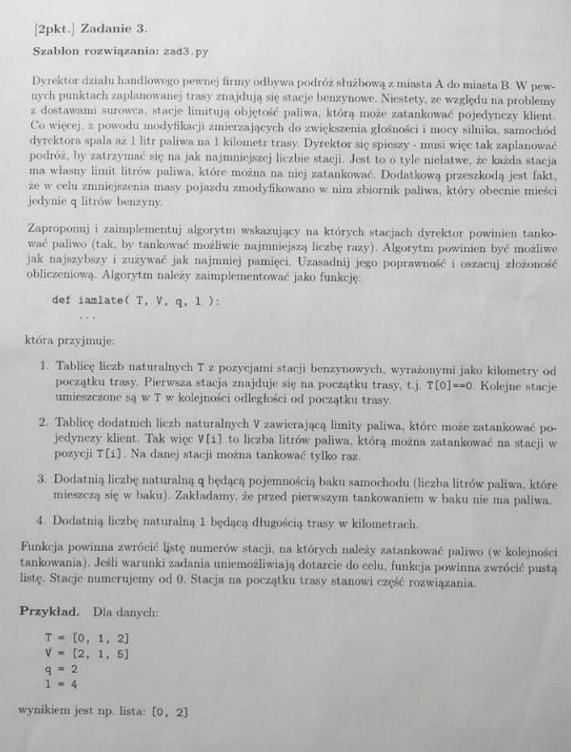 [2pkt.] Zadanie 3.
Szablon rozwiązania: zad3.py
Dyrektor działu handlowego pewnej firmy odbywa podróż służbową z miasta A do miasta B. W pew-
nych punktach zaplanowanej trasy znajdują się stacje benzynowe. Niestety, ze względu na problemy
z dostawami surowca, stacje limitują objętość paliwa, którą może zatankować pojedynczy klient.
Co więcej, z powodu modyfikacji zmierzających do zwiększenia głośności i mocy silnika, samochód
dyrektora spala aż 1 litr paliwa na 1 kilometr trasy. Dyrektor się spieszy - musi więc tak zaplanować
podróż, by zatrzymać się na jak najmniejszej liczbie stacji. Jest to o tyle niełatwe, że każda stacja
ma własny limit litrów paliwa, które można na niej zatankować. Dodatkową przeszkodą jest fakt,
że w celu zmniejszenia masy pojazdu zmodyfikowano w nim zbiornik paliwa, który obecnie mieści
jedynie q litrów benzyny.
Zaproponuj i zaimplementuj algorytm wskazujący na których stacjach dyrektor powinien tanko-
wać paliwo (tak, by tankować możliwie najmniejszą liczbę razy). Algorytm powinien być możliwe
jak najszybszy i zużywać jak najmniej pamięci. Uzasadnij jego poprawność i oszacuj złożoność
obliczeniową. Algorytm należy zaimplementować jako funkcję:
def iamlate( T, V, q, l ):
...
która przyjmuje:
1. Tablicę liczb naturalnych T z pozycjami stacji benzynowych, wyrażonymi jako kilometry od
początku trasy. Pierwsza stacja znajduje się na początku trasy, t.j. T[0]==0. Kolejne stacje
umieszczone są w T w kolejności odległości od początku trasy.
2. Tablicę dodatnich liczb naturalnych V zawierającą limity paliwa, które może zatankować po-
jedynczy klient. Tak więc V[i] to liczba litrów paliwa, którą można zatankować na stacji w
pozycji T[i]. Na danej stacji można tankować tylko raz.
3. Dodatnią liczbę naturalną q będącą pojemnością baku samochodu (liczba litrów paliwa, które
mieszczą się w baku). Zakładamy, że przed pierwszym tankowaniem w baku nie ma paliwa.
4. Dodatnią liczbę naturalną l będącą długością trasy w kilometrach.
Funkcja powinna zwrócić listę numerów stacji, na których należy zatankować paliwo (w kolejności
tankowania). Jeśli warunki zadania uniemożliwiają dotarcie do celu, funkcja powinna zwrócić pustą
listę. Stacje numerujemy od 0. Stacja na początku trasy stanowi część rozwiązania.
Przykład. Dla danych:
T = [0, 1, 2]
V = [2, 1, 5]
q = 2
l = 4
wynikiem jest np. lista: [0, 2]